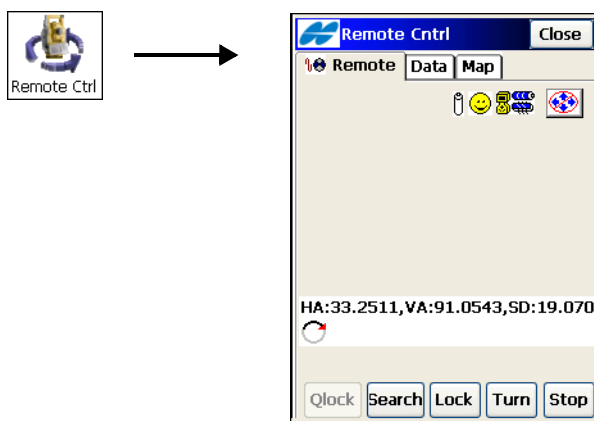 Remote Ctrl
Remote Cntrl Close
Remote Data Map
HA:33.2511,VA:91.0543,SD:19.070
Qlock Search Lock Turn Stop